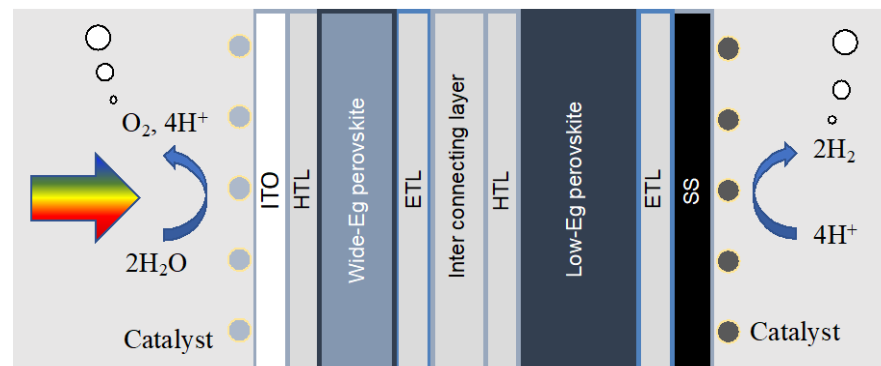 O₂, 4H⁺
2H₂O
Catalyst
ITO
HTL
Wide-Eg perovskite
ETL
Inter connecting layer
HTL
Low-Eg perovskite
ETL
SS
2H₂
4H⁺
Catalyst